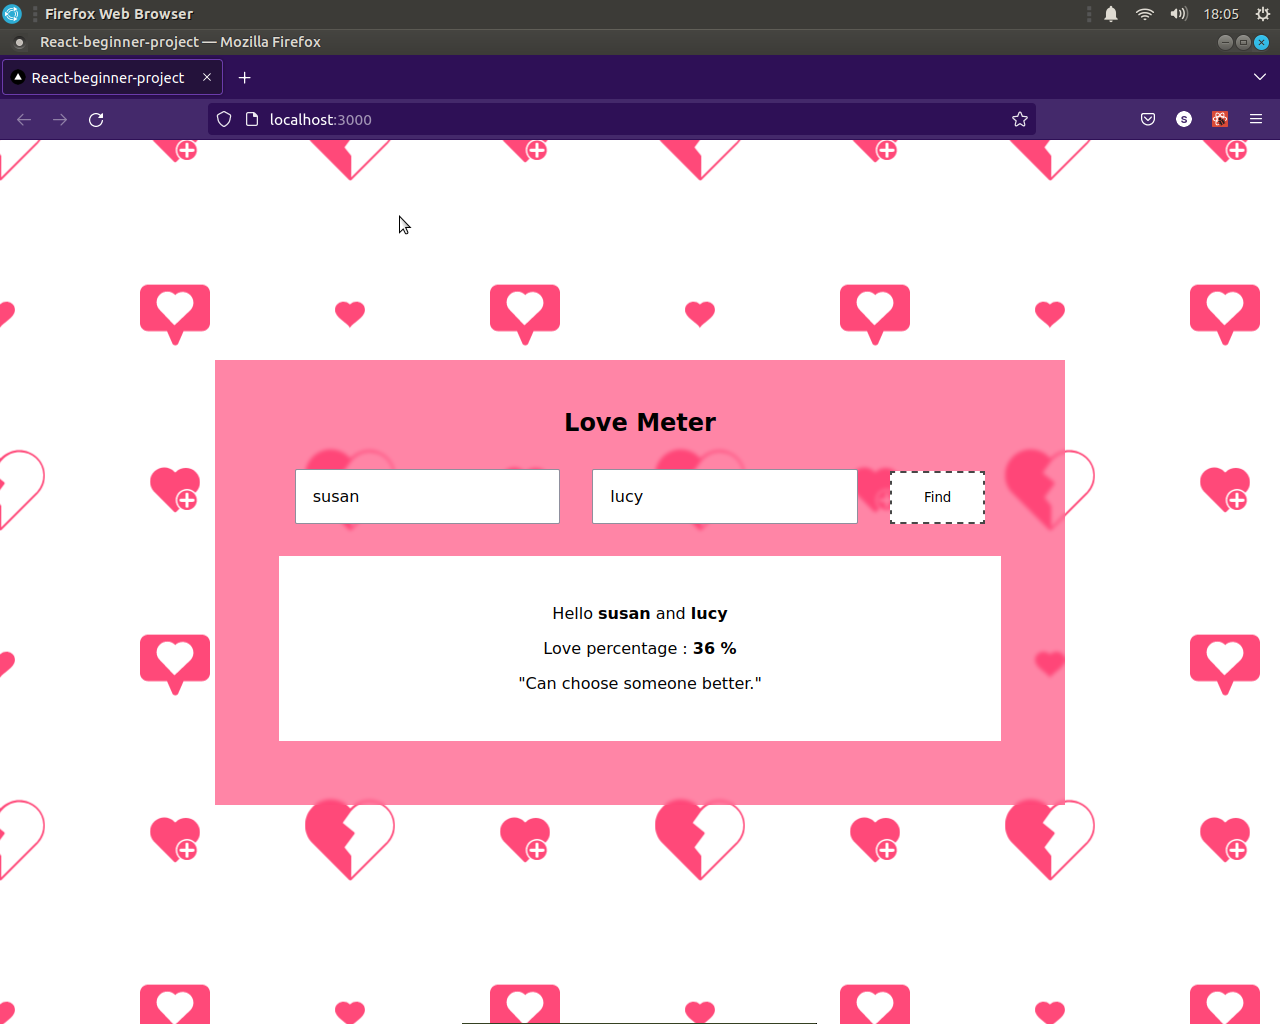 Firefox Web Browser
18:05
React-beginner-project — Mozilla Firefox
React-beginner-project
localhost:3000
S
Love Meter
susan
lucy
Find
Hello susan and lucy
Love percentage : 36 %
"Can choose someone better."